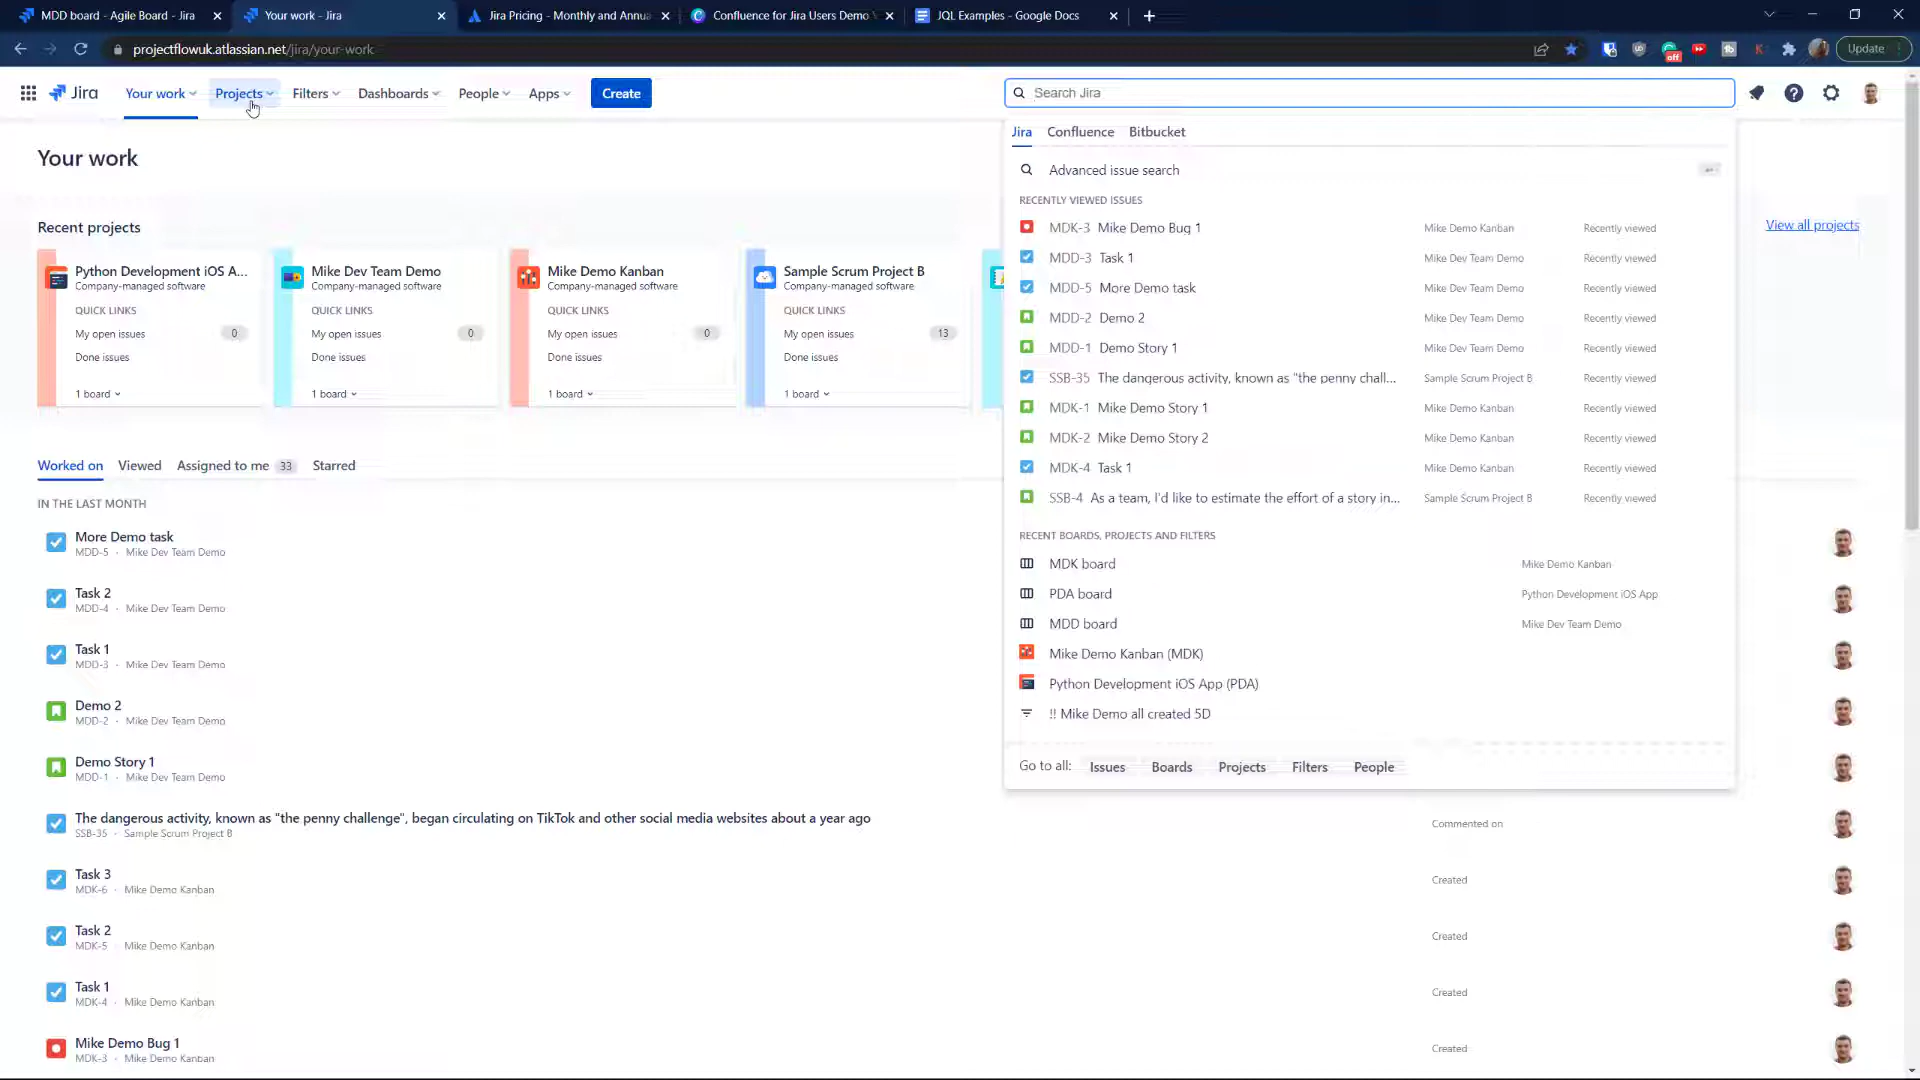 MDD board - Agile Board - Jira
Your work - Jira
Jira Pricing - Monthly and Annua
Confluence for Jira Users Demo
JQL Examples - Google Docs
projectflowuk.atlassian.net/jira/your-work
off
Update
Jira
Your work
Projects
Filters
Dashboards
People
Apps
Create
Search Jira
Your work
Recent projects
View all projects
Python Development iOS A...
Company-managed software
QUICK LINKS
My open issues 0
Done issues
1 board
Mike Dev Team Demo
Company-managed software
QUICK LINKS
My open issues 0
Done issues
1 board
Mike Demo Kanban
Company-managed software
QUICK LINKS
My open issues 0
Done issues
1 board
Sample Scrum Project B
Company-managed software
QUICK LINKS
My open issues 13
Done issues
1 board
Jira Confluence Bitbucket
Advanced issue search
RECENTLY VIEWED ISSUES
MDK-3 Mike Demo Bug 1 Mike Demo Kanban Recently viewed
MDD-3 Task 1 Mike Dev Team Demo Recently viewed
MDD-5 More Demo task Mike Dev Team Demo Recently viewed
MDD-2 Demo 2 Mike Dev Team Demo Recently viewed
MDD-1 Demo Story 1 Mike Dev Team Demo Recently viewed
SSB-35 The dangerous activity, known as "the penny chall... Sample Scrum Project B Recently viewed
MDK-1 Mike Demo Story 1 Mike Demo Kanban Recently viewed
MDK-2 Mike Demo Story 2 Mike Demo Kanban Recently viewed
MDK-4 Task 1 Mike Demo Kanban Recently viewed
SSB-4 As a team, I'd like to estimate the effort of a story in... Sample Scrum Project B Recently viewed
RECENT BOARDS, PROJECTS AND FILTERS
MDK board Mike Demo Kanban
PDA board Python Development iOS App
MDD board Mike Dev Team Demo
Mike Demo Kanban (MDK)
Python Development iOS App (PDA)
!! Mike Demo all created 5D
Go to all: Issues Boards Projects Filters People
Worked on Viewed Assigned to me 33 Starred
IN THE LAST MONTH
More Demo task
MDD-5 · Mike Dev Team Demo
Task 2
MDD-4 · Mike Dev Team Demo
Task 1
MDD-3 · Mike Dev Team Demo
Demo 2
MDD-2 · Mike Dev Team Demo
Demo Story 1
MDD-1 · Mike Dev Team Demo
The dangerous activity, known as "the penny challenge", began circulating on TikTok and other social media websites about a year ago
SSB-35 · Sample Scrum Project B
Commented on
Task 3
MDK-6 · Mike Demo Kanban
Created
Task 2
MDK-5 · Mike Demo Kanban
Created
Task 1
MDK-4 · Mike Demo Kanban
Created
Mike Demo Bug 1
MDK-3 · Mike Demo Kanban
Created